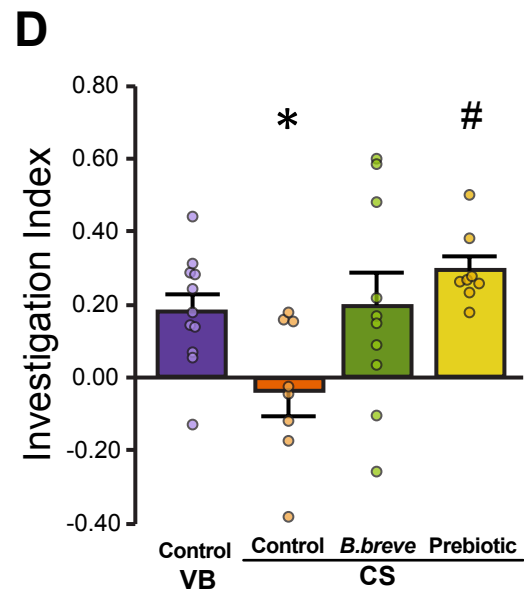 D
Investigation Index
0.80
0.60
0.40
0.20
0.00
-0.20
-0.40
*
#
Control Control B.breve Prebiotic
VB CS